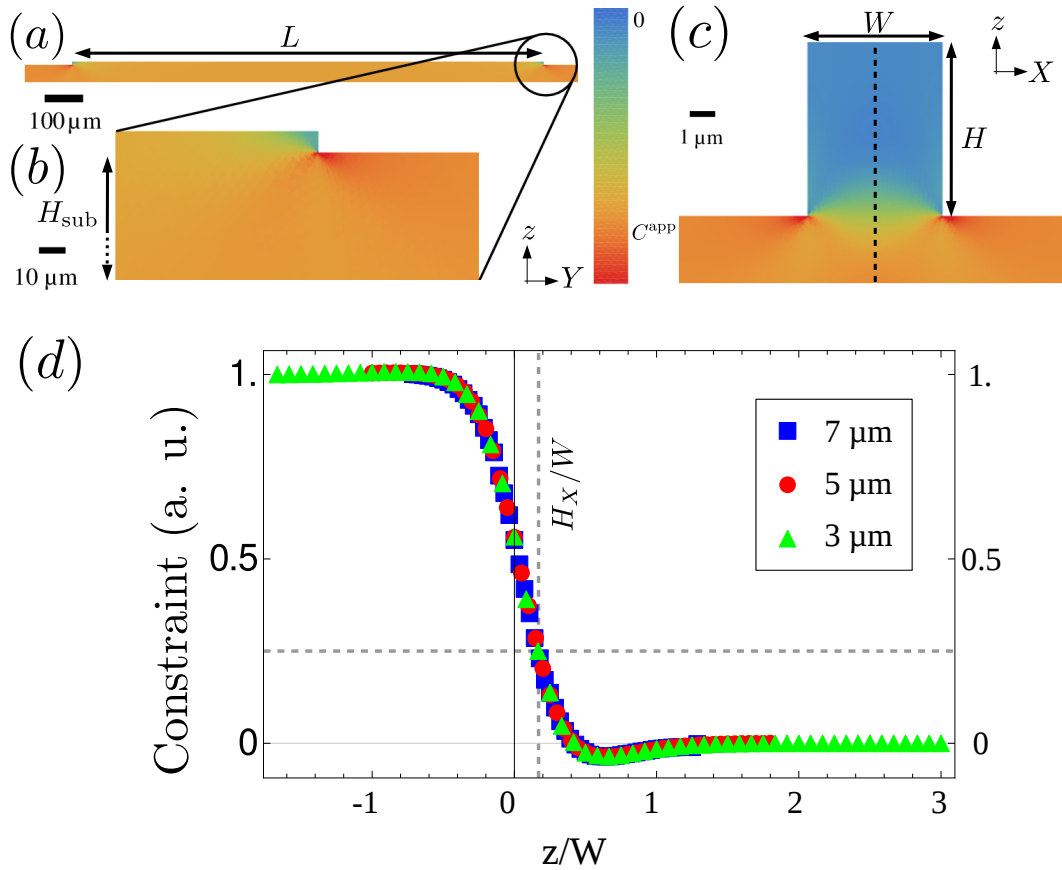 (a)
L
100 µm
(b)
H_sub
10 µm
z
Y
0
C^app
(c)
W
z
X
H
1 µm
(d)
Constraint (a. u.)
1.
0.5
0
H_X/W
7 µm
5 µm
3 µm
1.
0.5
0
-1
0
1
2
3
z/W